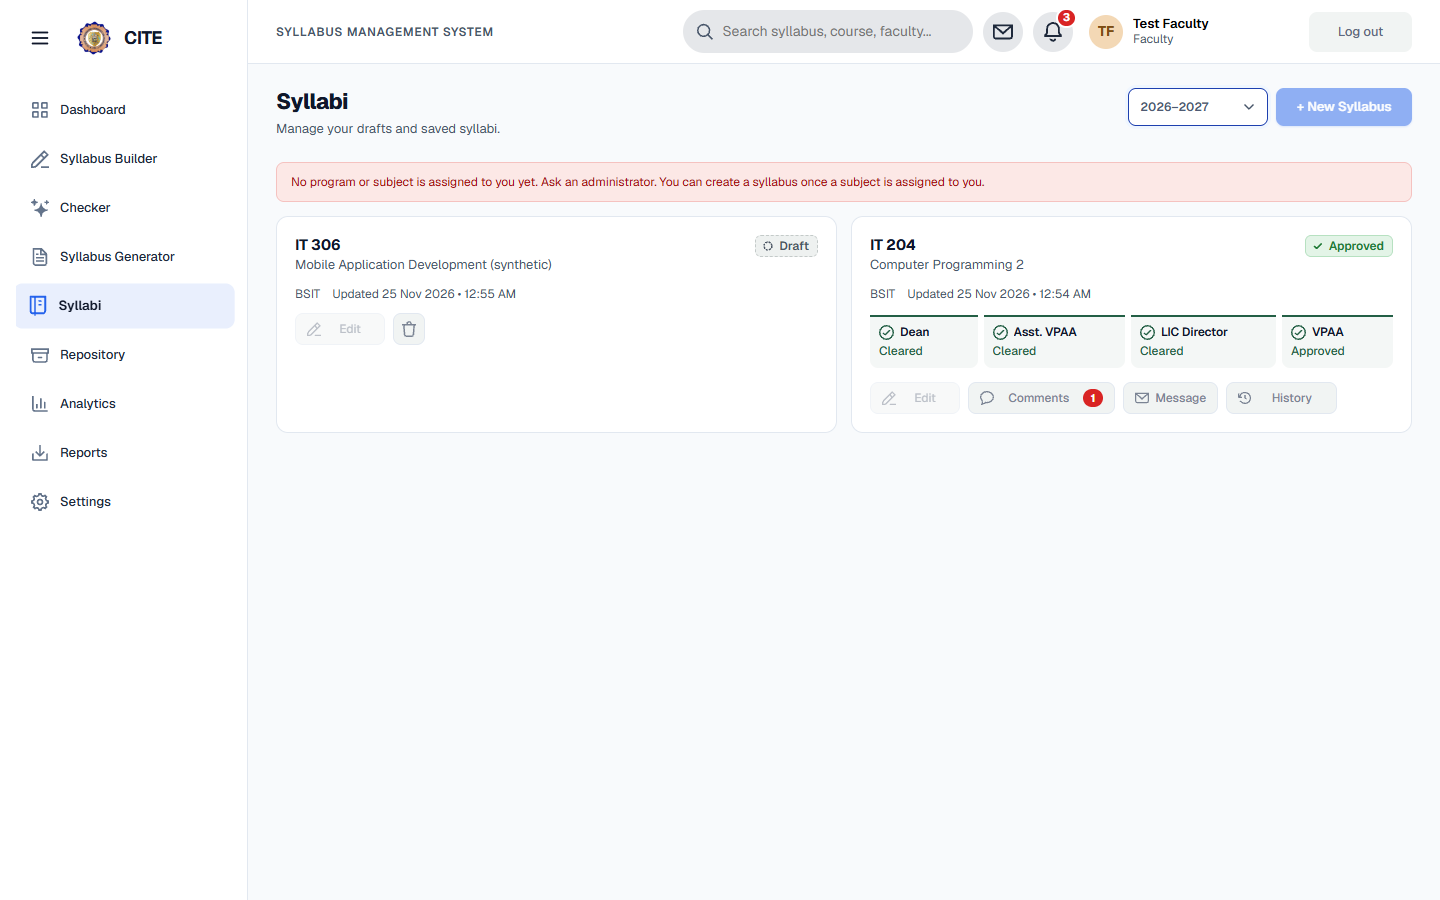 CITE
SYLLABUS MANAGEMENT SYSTEM
Search syllabus, course, faculty...
3
TF
Test Faculty
Faculty
Log out
Dashboard
Syllabus Builder
Checker
Syllabus Generator
Syllabi
Repository
Analytics
Reports
Settings
Syllabi
Manage your drafts and saved syllabi.
2026–2027
+ New Syllabus
No program or subject is assigned to you yet. Ask an administrator. You can create a syllabus once a subject is assigned to you.
IT 306
Draft
Mobile Application Development (synthetic)
BSIT Updated 25 Nov 2026 • 12:55 AM
Edit
IT 204
Approved
Computer Programming 2
BSIT Updated 25 Nov 2026 • 12:54 AM
Dean
Cleared
Asst. VPAA
Cleared
LIC Director
Cleared
VPAA
Approved
Edit
Comments 1
Message
History